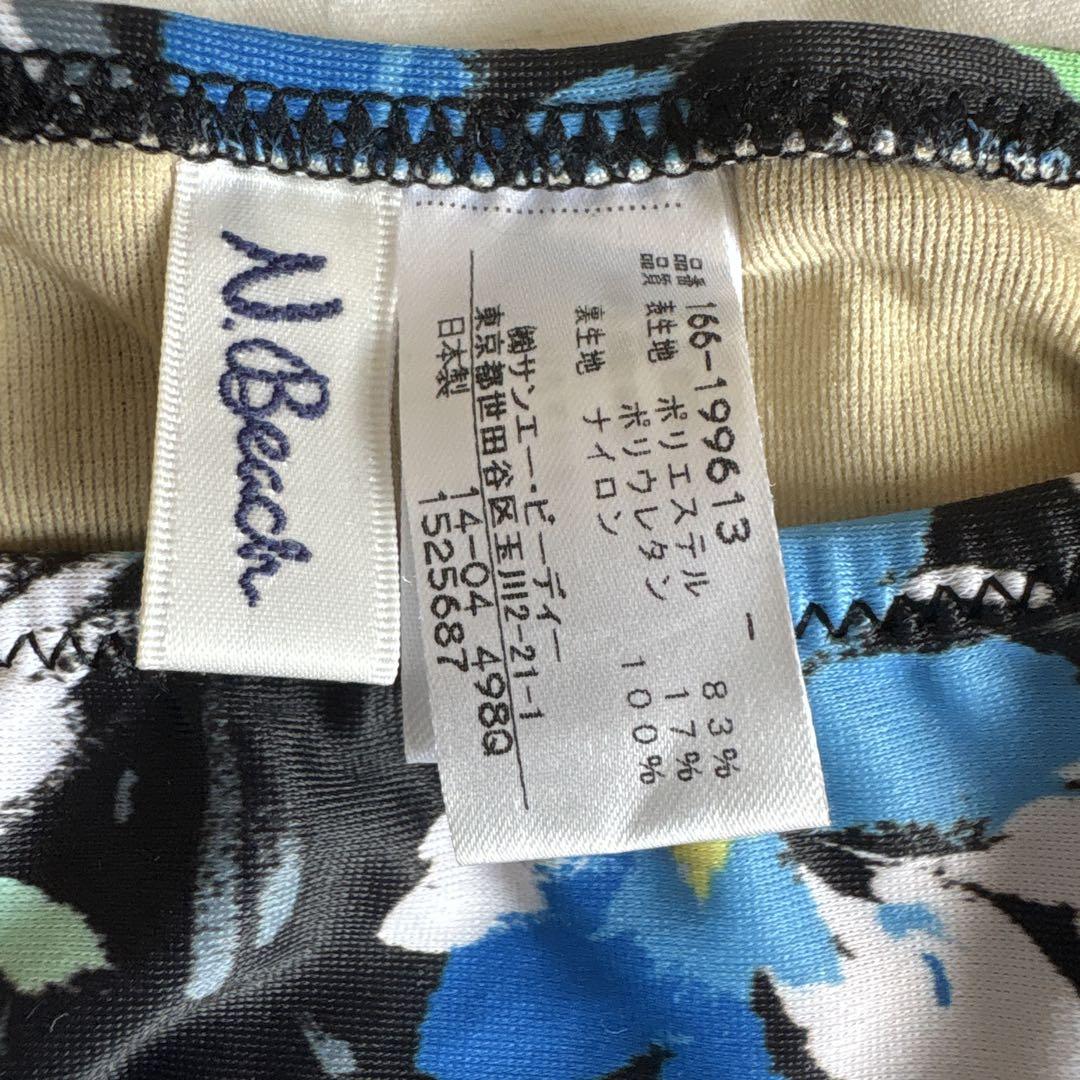 N.Beach
品番 166-199613 -
品質 表生地 ポリエステル 83%
ポリウレタン 17%
裏生地 ナイロン 100%
㈱サンエー・ビーディー
東京都世田谷区玉川2-21-1
日本製 14-04 498Q
1525687